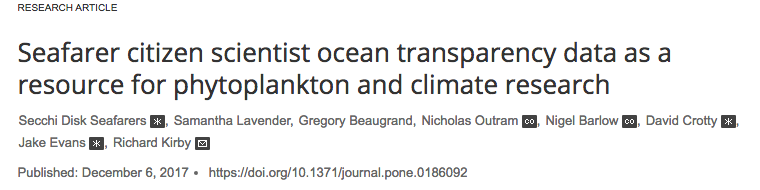 RESEARCH ARTICLE
Seafarer citizen scientist ocean transparency data as a
resource for phytoplankton and climate research
Secchi Disk Seafarers, Samantha Lavender, Gregory Beaugrand, Nicholas Outram co, Nigel Barlow co, David Crotty,
Jake Evans, Richard Kirby
Published: December 6, 2017 • https://doi.org/10.1371/journal.pone.0186092